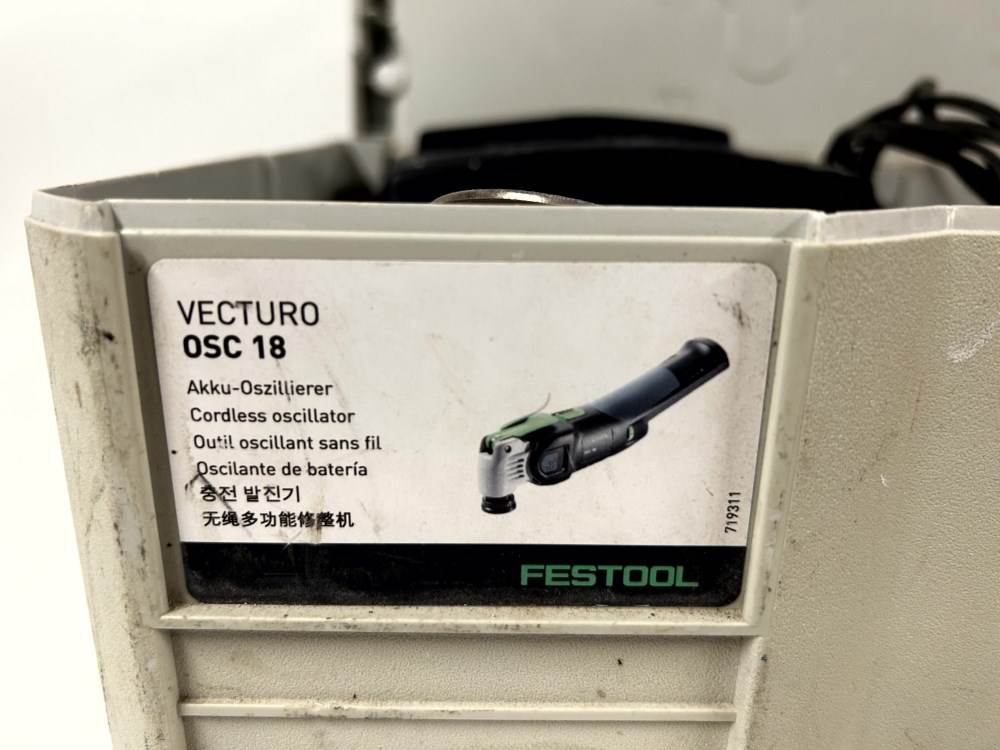 VECTURO
OSC 18
Akku-Oszillierer
Cordless oscillator
Outil oscillant sans fil
Oscilante de batería
충전 발진기
无绳多功能修整机
719311
FESTOOL